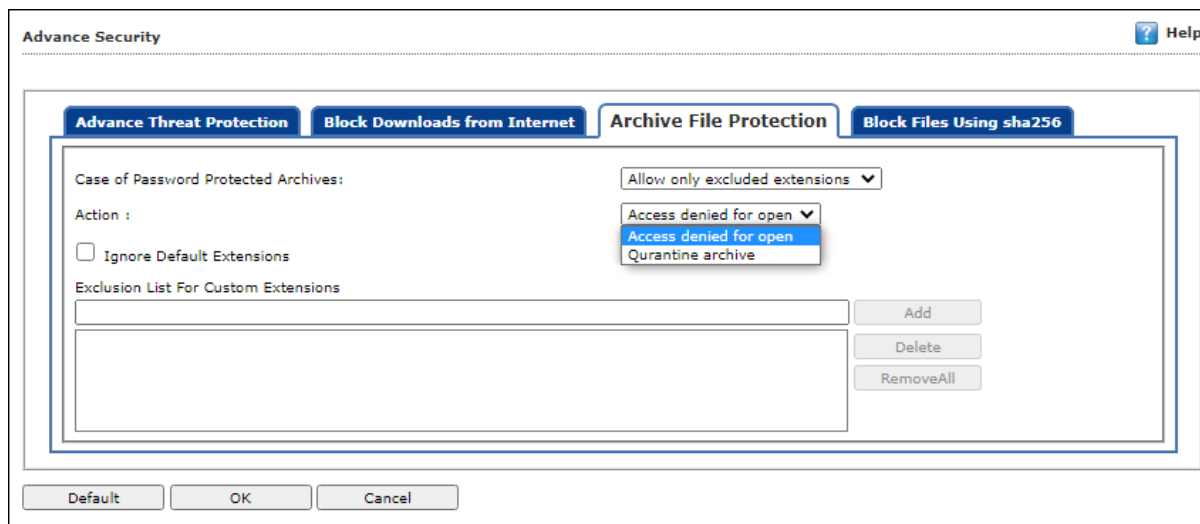 Advance Security
Help
Advance Threat Protection
Block Downloads from Internet
Archive File Protection
Block Files Using sha256
Case of Password Protected Archives:
Allow only excluded extensions
Action :
Access denied for open
Access denied for open
Qurantine archive
Ignore Default Extensions
Exclusion List For Custom Extensions
Add
Delete
RemoveAll
Default
OK
Cancel